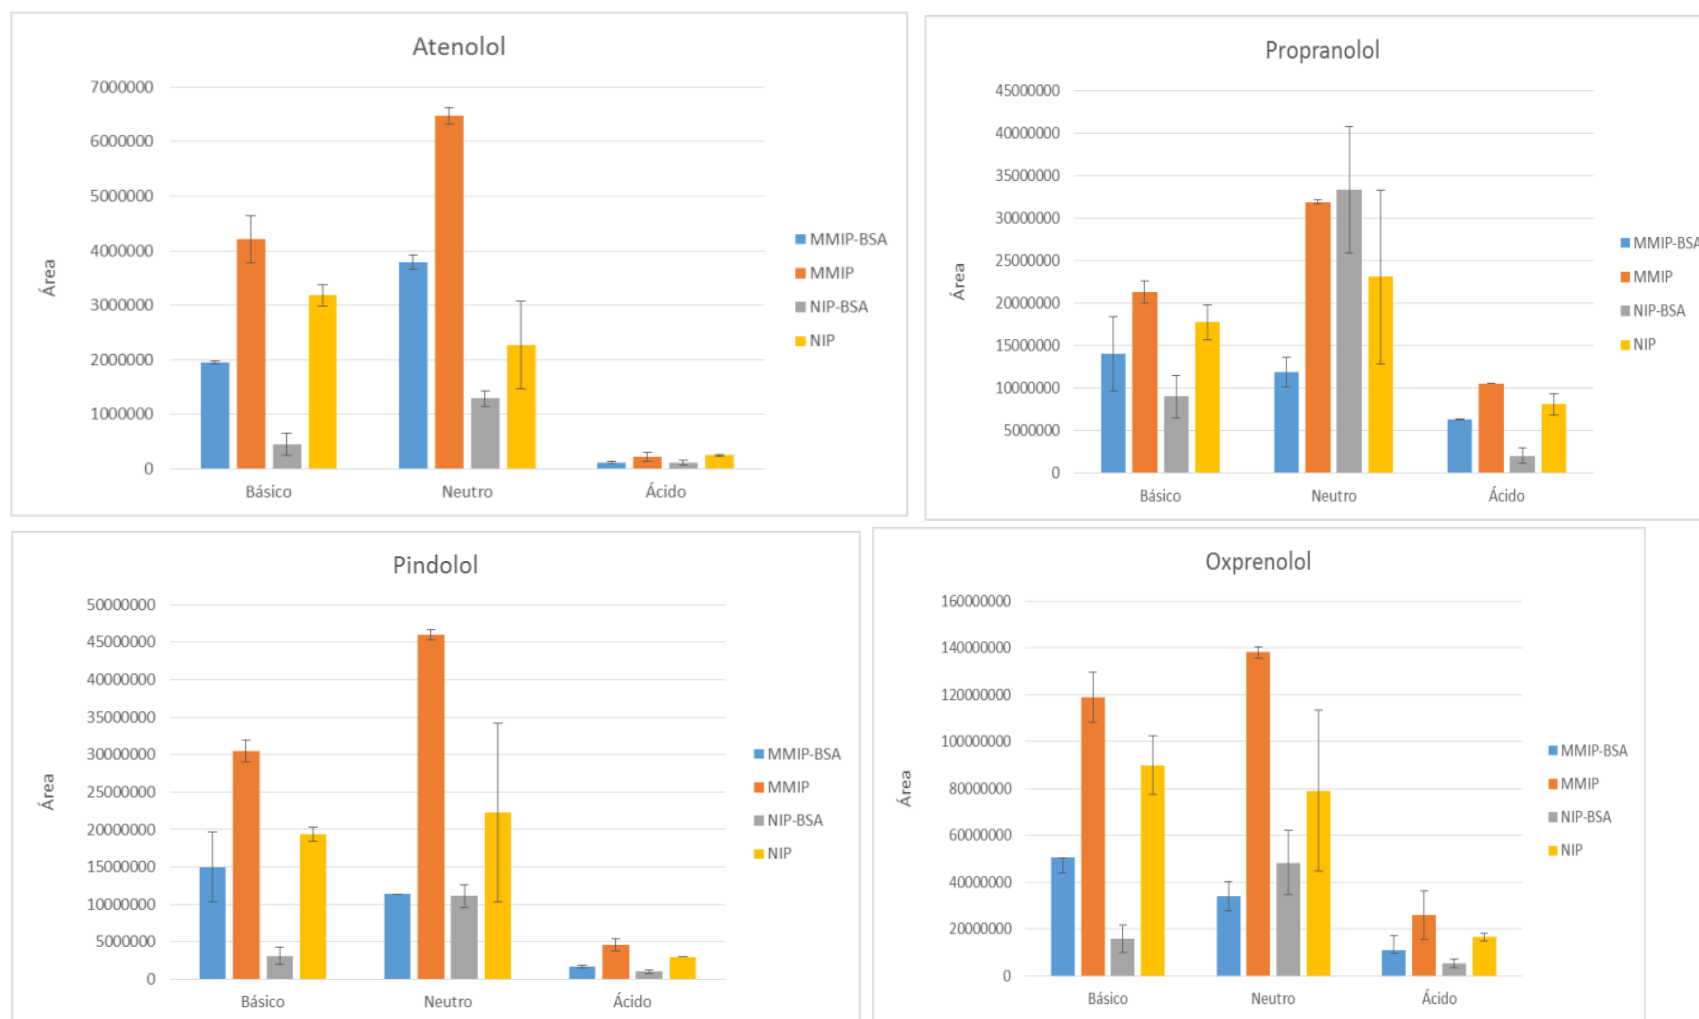 Atenolol
7000000
6000000
5000000
4000000
3000000
2000000
1000000
0
Área
Básico
Neutro
Ácido
MMIP-BSA
MMIP
NIP-BSA
NIP
Propranolol
45000000
40000000
35000000
30000000
25000000
20000000
15000000
10000000
5000000
0
Área
Básico
Neutro
Ácido
MMIP-BSA
MMIP
NIP-BSA
NIP
Pindolol
50000000
45000000
40000000
35000000
30000000
25000000
20000000
15000000
10000000
5000000
0
Área
Básico
Neutro
Ácido
MMIP-BSA
MMIP
NIP-BSA
NIP
Oxprenolol
160000000
140000000
120000000
100000000
80000000
60000000
40000000
20000000
0
Área
Básico
Neutro
Ácido
MMIP-BSA
MMIP
NIP-BSA
NIP